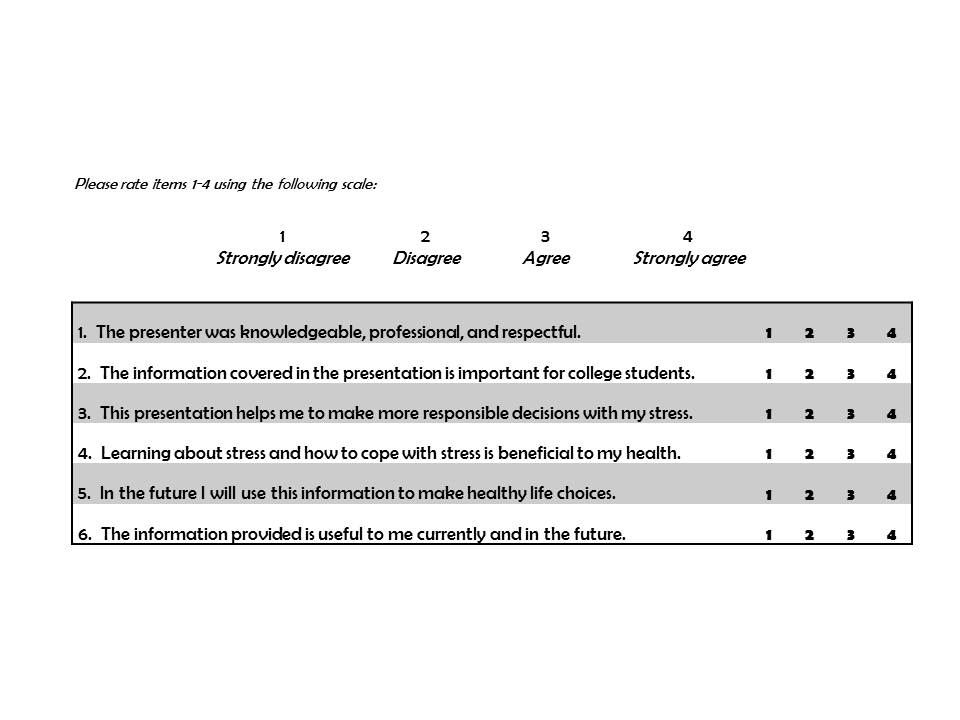 Please rate items 1-4 using the following scale:
1 2 3 4
Strongly disagree Disagree Agree Strongly agree
1. The presenter was knowledgeable, professional, and respectful. 1 2 3 4
2. The information covered in the presentation is important for college students. 1 2 3 4
3. This presentation helps me to make more responsible decisions with my stress. 1 2 3 4
4. Learning about stress and how to cope with stress is beneficial to my health. 1 2 3 4
5. In the future I will use this information to make healthy life choices. 1 2 3 4
6. The information provided is useful to me currently and in the future. 1 2 3 4